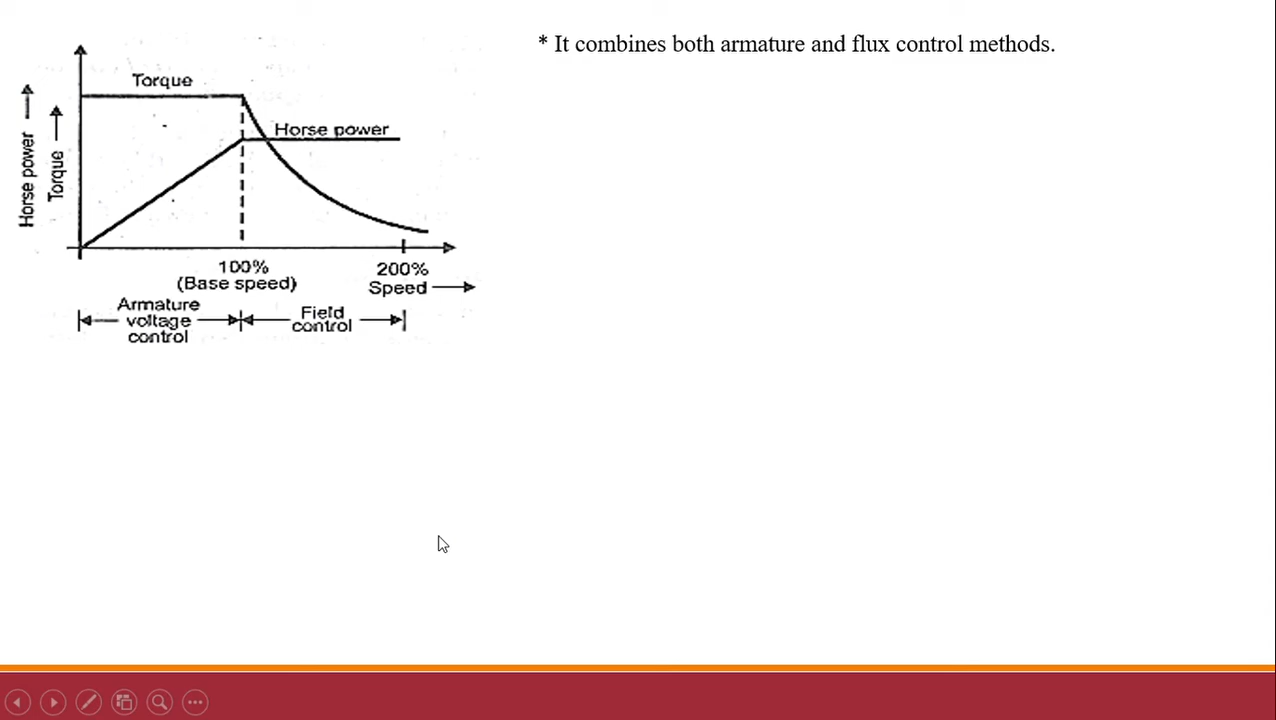 * It combines both armature and flux control methods.
Torque
Horse power
Horse power
Torque
100%
(Base speed)
200%
Speed
Armature
voltage
control
Field
control